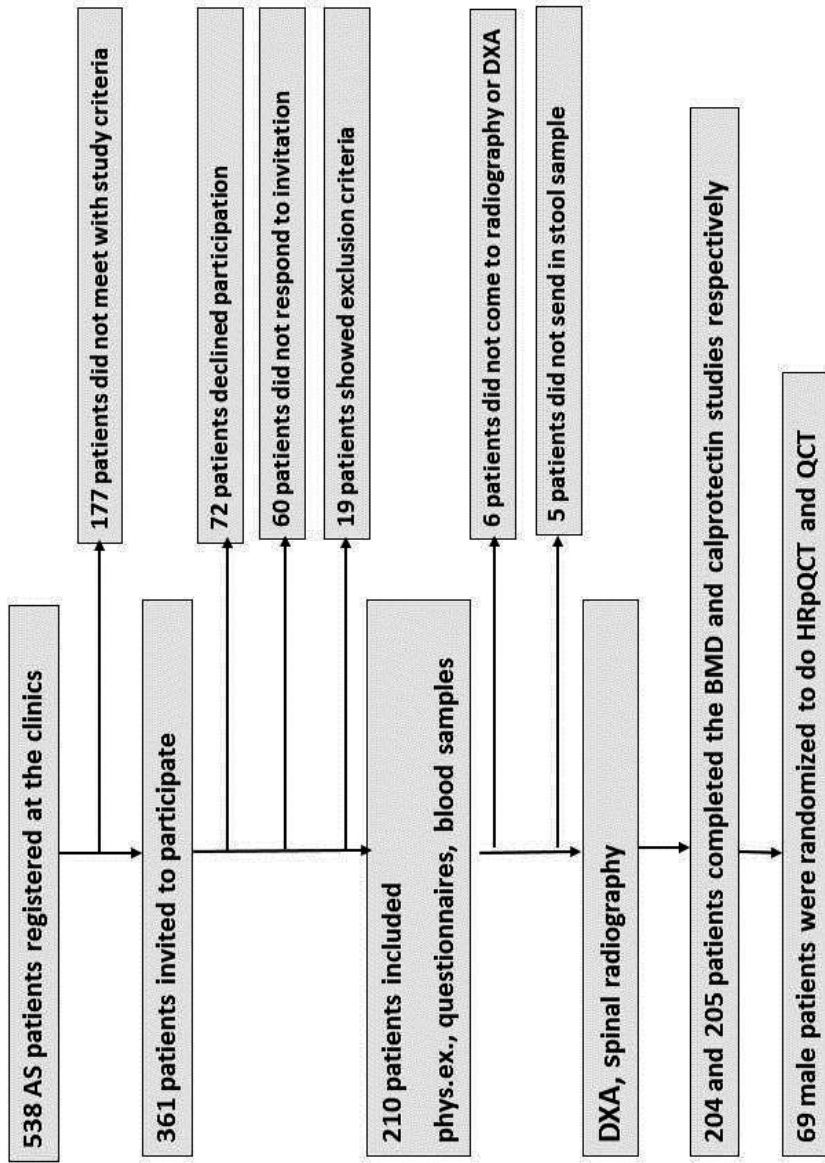 538 AS patients registered at the clinics
177 patients did not meet with study criteria
361 patients invited to participate
72 patients declined participation
60 patients did not respond to invitation
19 patients showed exclusion criteria
210 patients included
phys.ex., questionnaires, blood samples
6 patients did not come to radiography or DXA
5 patients did not send in stool sample
DXA, spinal radiography
204 and 205 patients completed the BMD and calprotectin studies respectively
69 male patients were randomized to do HRpQCT and QCT